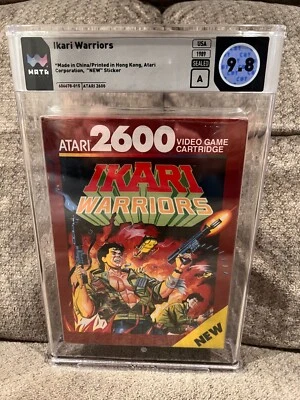 WATA
Ikari Warriors
"Made in China/Printed in Hong Kong, Atari
Corporation, "NEW" Sticker
ATARI 2600
USA
1989
SEALED
A
9.8
ATARI 2600 VIDEO GAME
CARTRIDGE
IKARI
WARRIORS
NEW